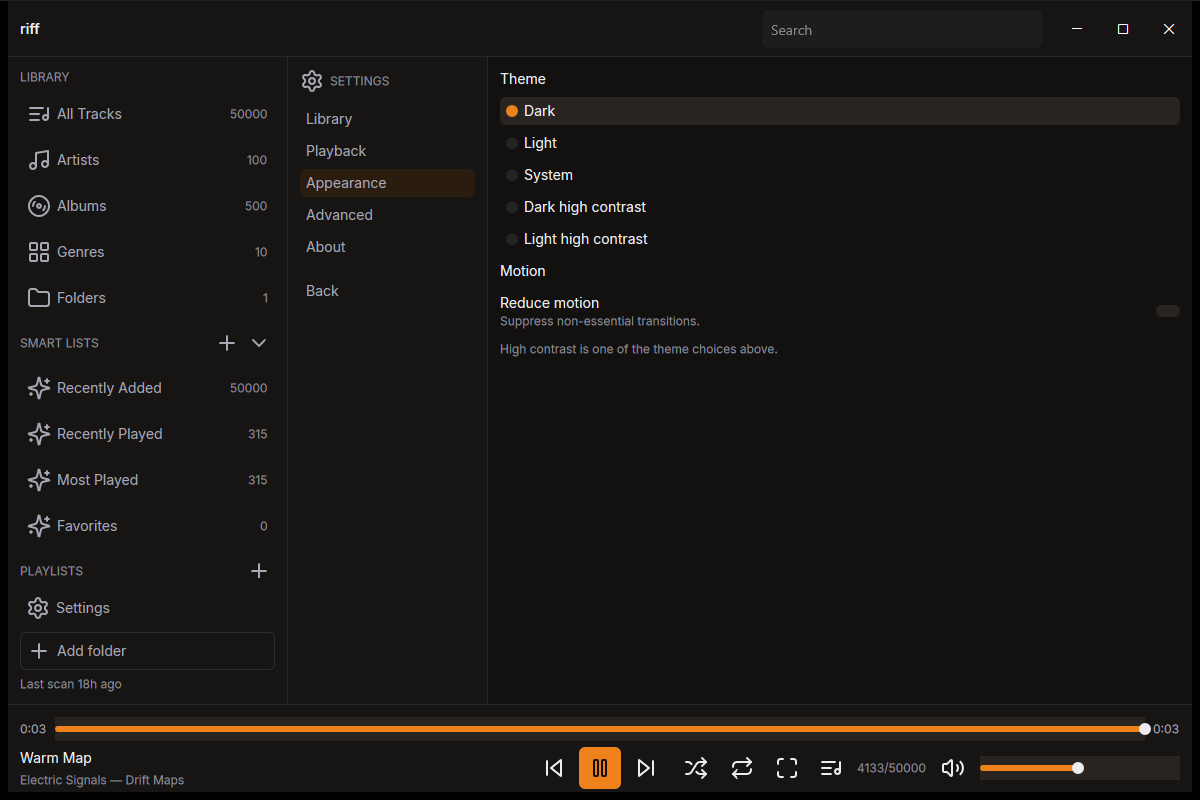 riff
Search
LIBRARY
All Tracks 50000
Artists 100
Albums 500
Genres 10
Folders 1
SMART LISTS
Recently Added 50000
Recently Played 315
Most Played 315
Favorites 0
PLAYLISTS
Settings
Add folder
Last scan 18h ago
SETTINGS
Library
Playback
Appearance
Advanced
About
Back
Theme
Dark
Light
System
Dark high contrast
Light high contrast
Motion
Reduce motion
Suppress non-essential transitions.
High contrast is one of the theme choices above.
0:03 0:03
Warm Map
Electric Signals — Drift Maps
4133/50000